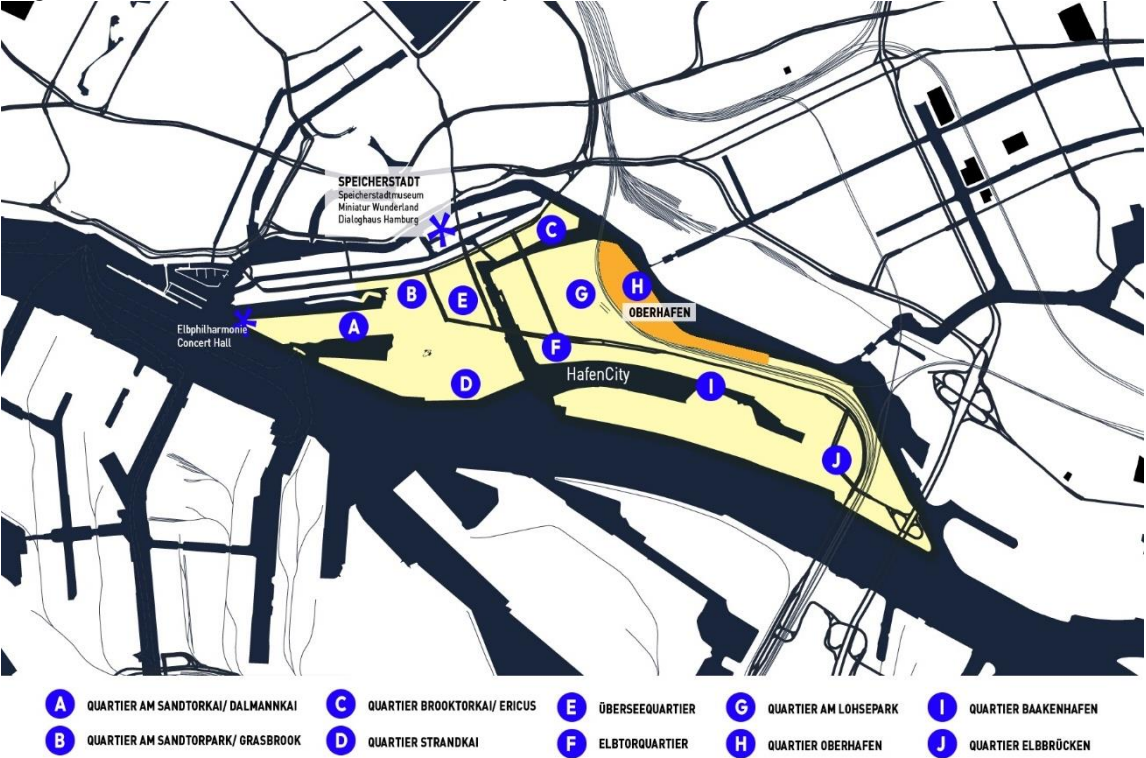 SPEICHERSTADT
Speicherstadtmuseum
Miniatur Wunderland
Dialoghaus Hamburg
C
B
E
G
H
OBERHAFEN
Elbphilharmonie
Concert Hall
A
F
HafenCity
D
I
J
A QUARTIER AM SANDTORKAI/ DALMANNKAI
B QUARTIER AM SANDTORPARK/ GRASBROOK
C QUARTIER BROOKTORKAI/ ERICUS
D QUARTIER STRANDKAI
E ÜBERSEEQUARTIER
F ELBTORQUARTIER
G QUARTIER AM LOHSEPARK
H QUARTIER OBERHAFEN
I QUARTIER BAAKENHAFEN
J QUARTIER ELBBRÜCKEN